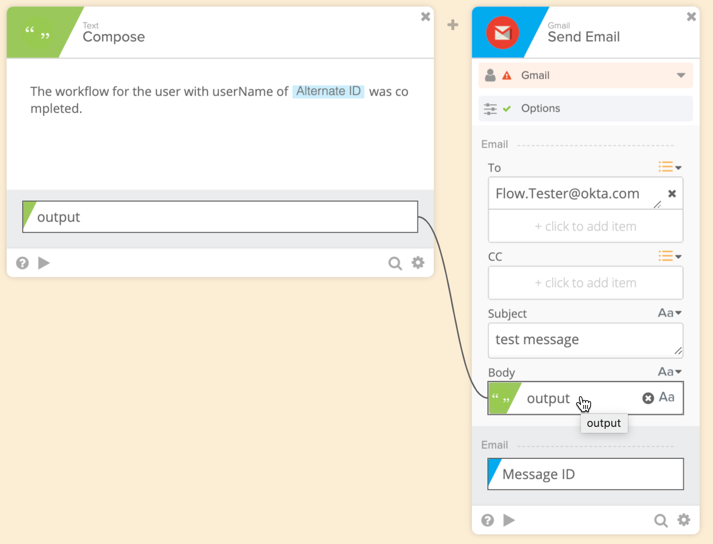 Text
Compose
The workflow for the user with userName of Alternate ID was co
mpleted.
output
Gmail
Send Email
Gmail
Options
Email
To
Flow.Tester@okta.com
+ click to add item
CC
+ click to add item
Subject Aa
test message
Body Aa
“ ” output Aa
output
Email
Message ID